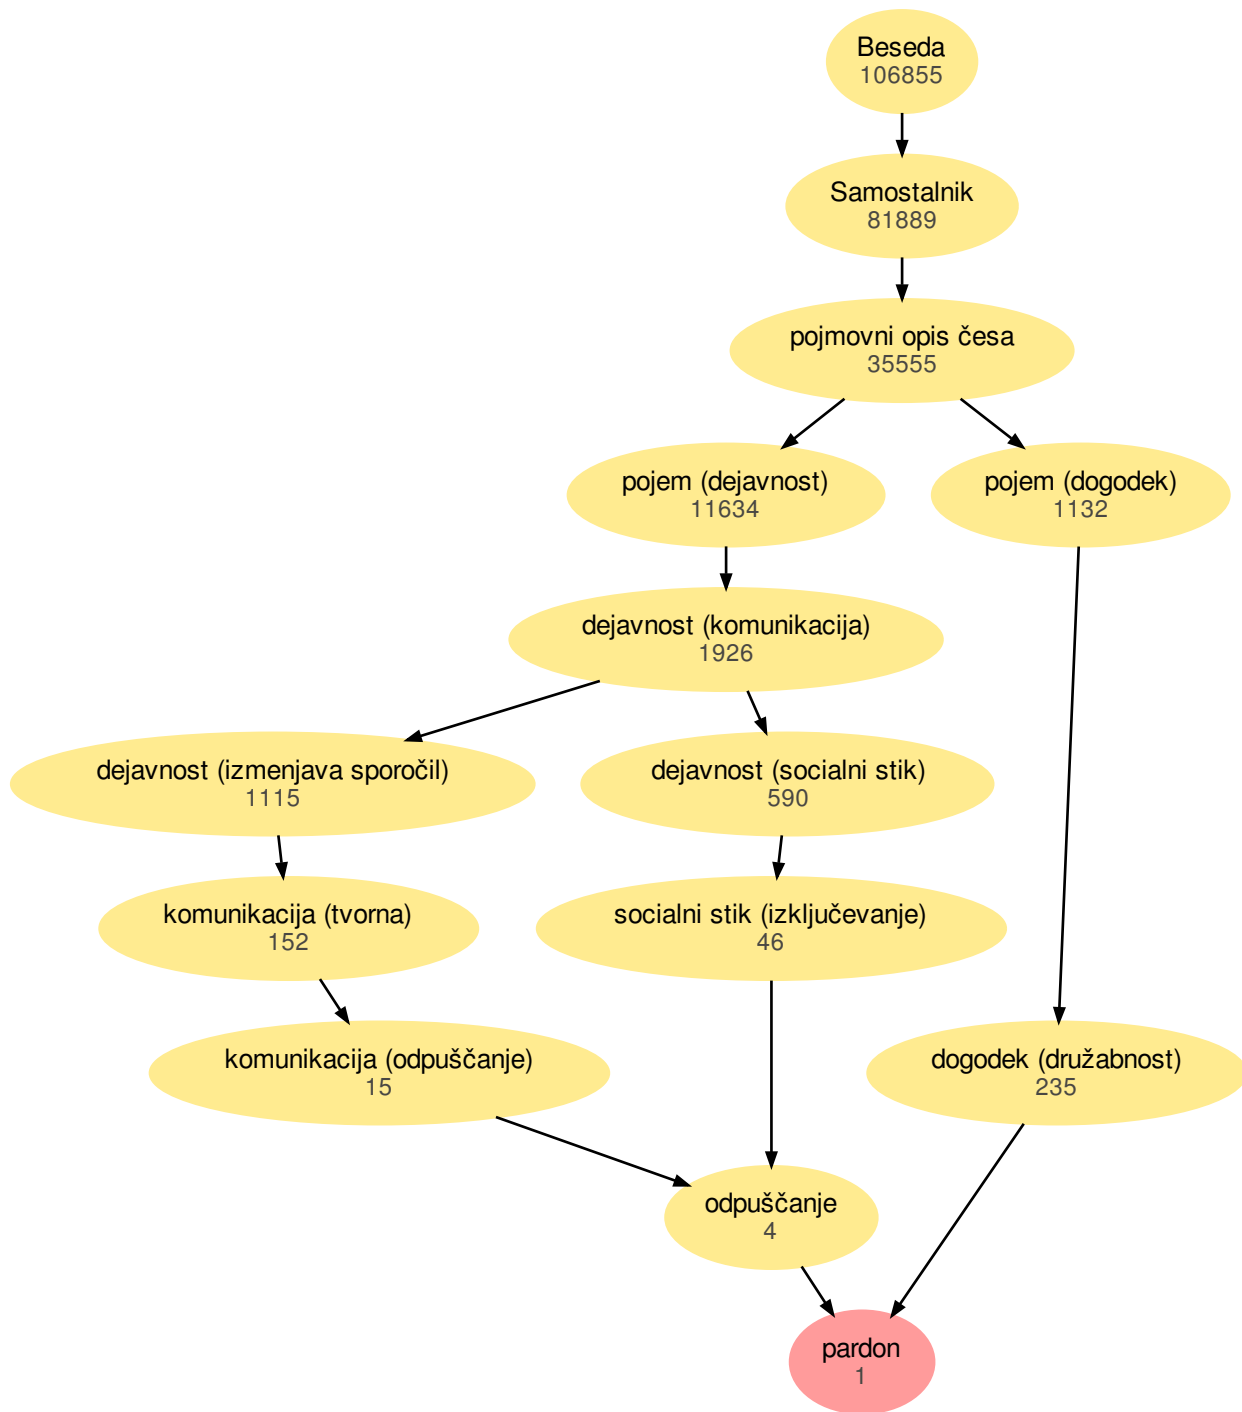 Beseda
106855
Samostalnik
81889
pojmovni opis česa
35555
pojem (dejavnost)
11634
pojem (dogodek)
1132
dejavnost (komunikacija)
1926
dejavnost (izmenjava sporočil)
1115
dejavnost (socialni stik)
590
komunikacija (tvorna)
152
socialni stik (izključevanje)
46
komunikacija (odpuščanje)
15
dogodek (družabnost)
235
odpuščanje
4
pardon
1